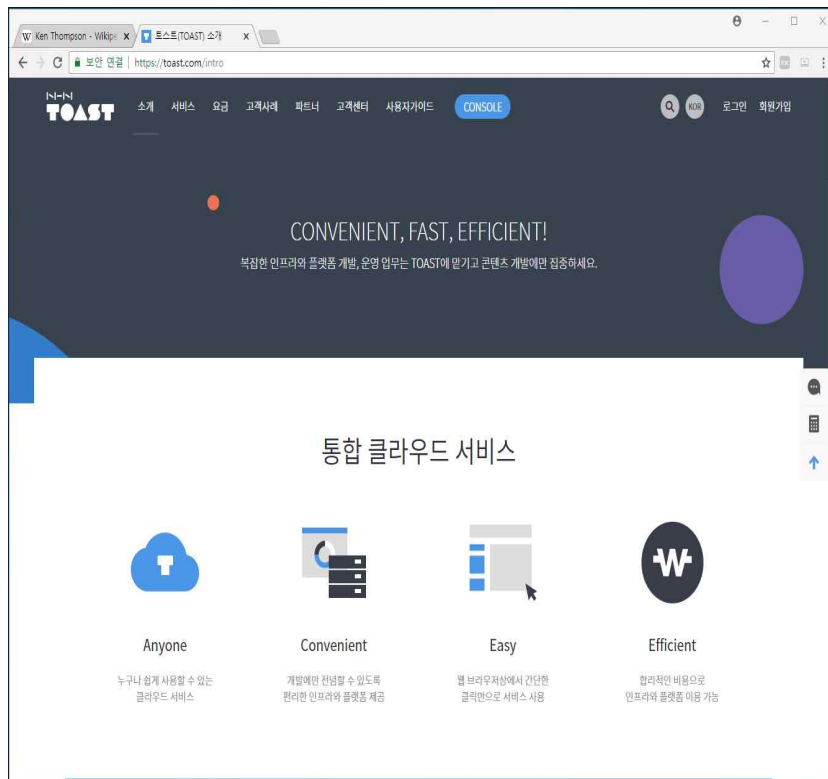 Ken Thompson - Wikipe
토스트(TOAST) 소개
보안 연결 | https://toast.com/intro
NHN
TOAST 소개 서비스 요금 고객사례 파트너 고객센터 사용자가이드 CONSOLE KOR 로그인 회원가입
CONVENIENT, FAST, EFFICIENT!
복잡한 인프라와 플랫폼 개발, 운영 업무는 TOAST에 맡기고 콘텐츠 개발에만 집중하세요.
통합 클라우드 서비스
Anyone Convenient Easy Efficient
누구나 쉽게 사용할 수 있는 개발에만 전념할 수 있도록 웹 브라우저상에서 간단한 합리적인 비용으로
클라우드 서비스 편리한 인프라와 플랫폼 제공 클릭만으로 서비스 사용 인프라와 플랫폼 이용 가능